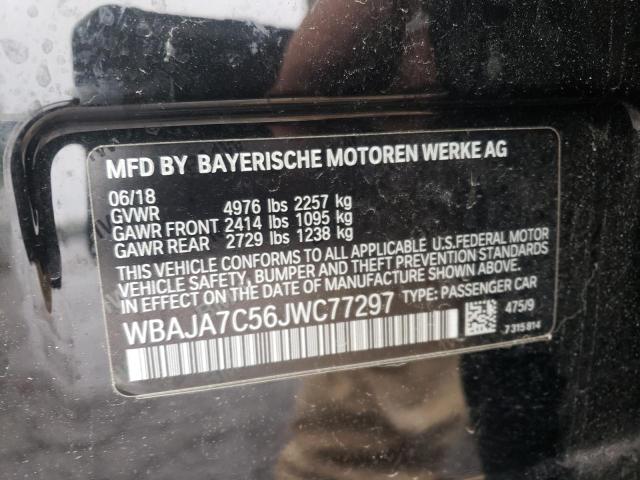 MFD BY BAYERISCHE MOTOREN WERKE AG
06/18
GVWR 4976 lbs 2257 kg
GAWR FRONT 2414 lbs 1095 kg
GAWR REAR 2729 lbs 1238 kg
THIS VEHICLE CONFORMS TO ALL APPLICABLE U.S.FEDERAL MOTOR
VEHICLE SAFETY, BUMPER AND THEFT PREVENTION STANDARDS
IN EFFECT ON THE DATE OF MANUFACTURE SHOWN ABOVE.
WBAJA7C56JWC77297 TYPE: PASSENGER CAR
475/9
7315814